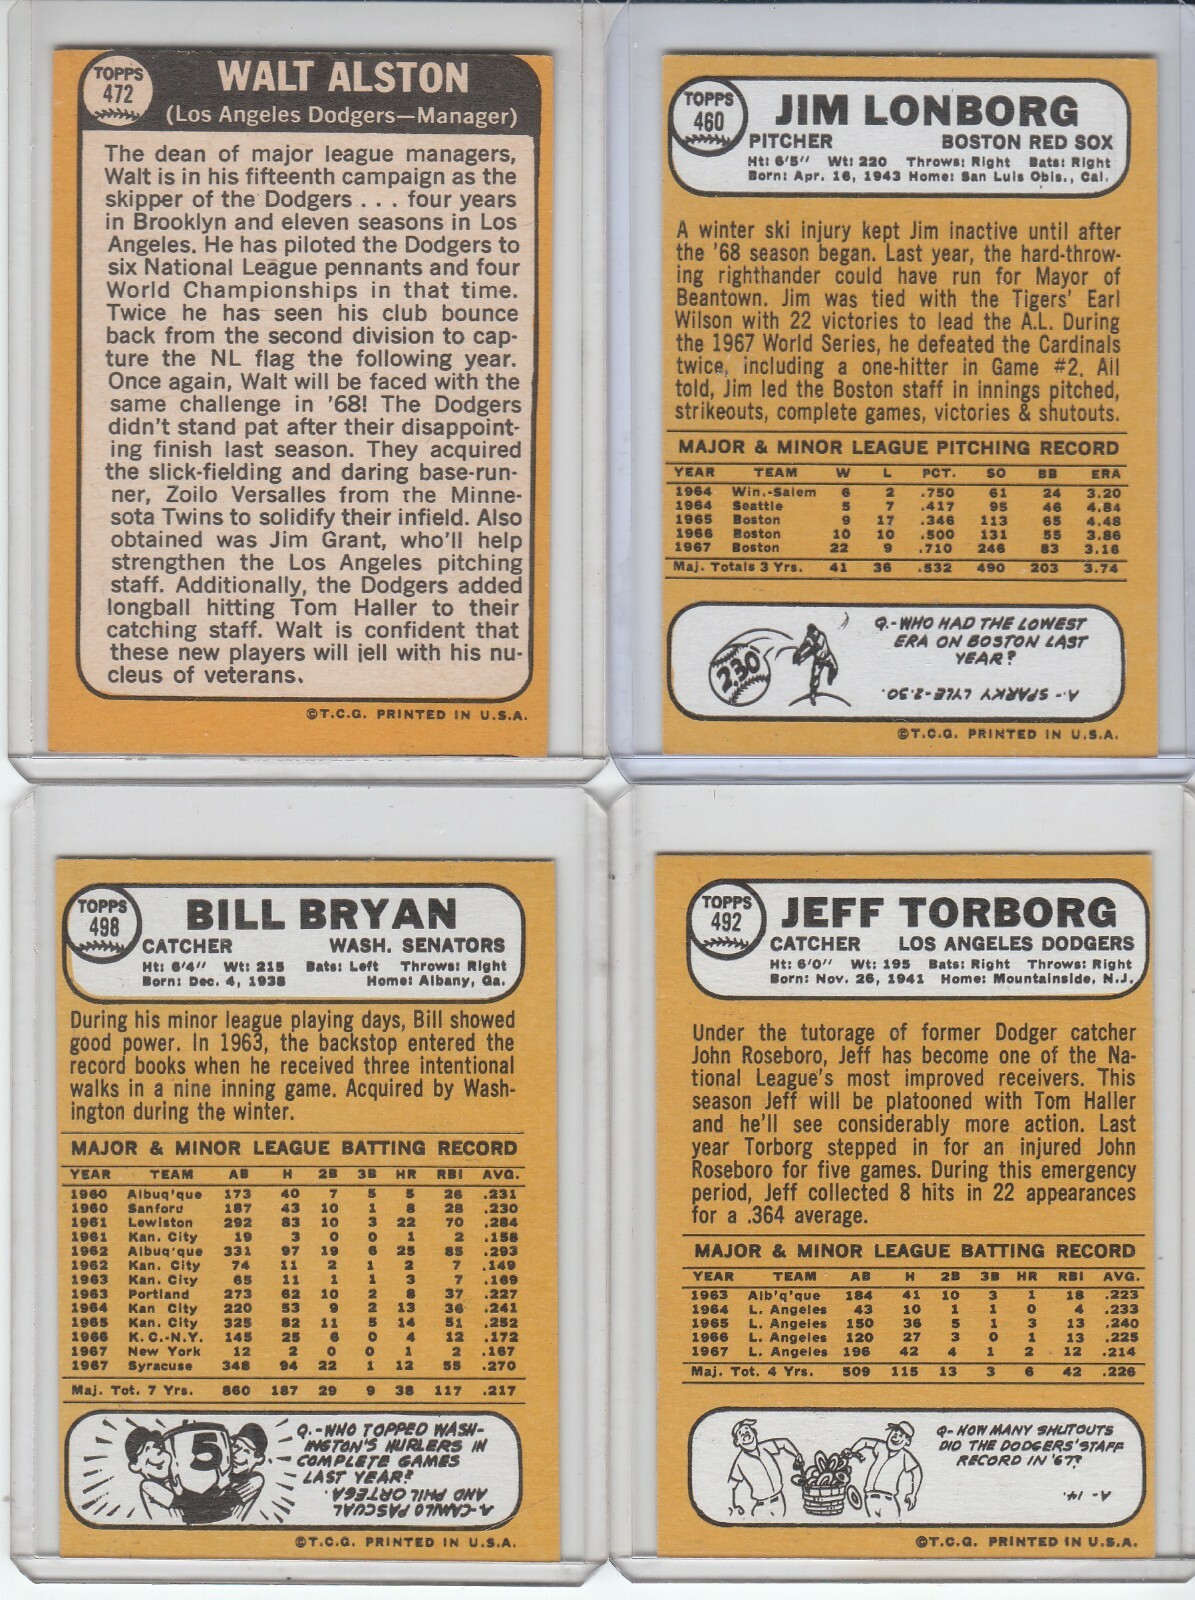 TOPPS
472
WALT ALSTON
(Los Angeles Dodgers—Manager)
The dean of major league managers,
Walt is in his fifteenth campaign as the
skipper of the Dodgers . . . four years
in Brooklyn and eleven seasons in Los
Angeles. He has piloted the Dodgers to
six National League pennants and four
World Championships in that time.
Twice he has seen his club bounce
back from the second division to cap-
ture the NL flag the following year.
Once again, Walt will be faced with the
same challenge in '68! The Dodgers
didn't stand pat after their disappoint-
ing finish last season. They acquired
the slick-fielding and daring base-run-
ner, Zoilo Versalles from the Minne-
sota Twins to solidify their infield. Also
obtained was Jim Grant, who'll help
strengthen the Los Angeles pitching
staff. Additionally, the Dodgers added
longball hitting Tom Haller to their
catching staff. Walt is confident that
these new players will jell with his nu-
cleus of veterans.
©T.C.G. PRINTED IN U.S.A.
TOPPS
460
JIM LONBORG
PITCHER BOSTON RED SOX
Ht: 6'5" Wt: 220 Throws: Right Bats: Right
Born: Apr. 16, 1943 Home: San Luis Obis., Cal.
A winter ski injury kept Jim inactive until after
the '68 season began. Last year, the hard-throw-
ing righthander could have run for Mayor of
Beantown. Jim was tied with the Tigers' Earl
Wilson with 22 victories to lead the A.L. During
the 1967 World Series, he defeated the Cardinals
twice, including a one-hitter in Game #2. All
told, Jim led the Boston staff in innings pitched,
strikeouts, complete games, victories & shutouts.
MAJOR & MINOR LEAGUE PITCHING RECORD
YEAR TEAM W L PCT. SO BB ERA
1964 Win.-Salem 6 2 .750 61 24 3.20
1964 Seattle 5 7 .417 95 46 4.84
1965 Boston 9 17 .346 113 65 4.48
1966 Boston 10 10 .500 131 55 3.86
1967 Boston 22 9 .710 246 83 3.16
Maj. Totals 3 Yrs. 41 36 .532 490 203 3.74
2.30
Q.-WHO HAD THE LOWEST
ERA ON BOSTON LAST
YEAR?
A.- SPARKY LYLE-2.30.
©T.C.G. PRINTED IN U.S.A.
TOPPS
498
BILL BRYAN
CATCHER WASH. SENATORS
Ht: 6'4" Wt: 215 Bats: Left Throws: Right
Born: Dec. 4, 1938 Home: Albany, Ga.
During his minor league playing days, Bill showed
good power. In 1963, the backstop entered the
record books when he received three intentional
walks in a nine inning game. Acquired by Wash-
ington during the winter.
MAJOR & MINOR LEAGUE BATTING RECORD
YEAR TEAM AB H 2B 3B HR RBI AVG.
1960 Albuq'que 173 40 7 5 5 26 .231
1960 Sanford 187 43 10 1 8 28 .230
1961 Lewiston 292 83 10 3 22 70 .284
1961 Kan. City 19 3 0 0 1 2 .158
1962 Albuq'que 331 97 19 6 25 85 .293
1962 Kan. City 74 11 2 1 2 7 .149
1963 Kan. City 65 11 1 1 3 7 .169
1963 Portland 273 62 10 2 8 37 .227
1964 Kan City 220 53 9 2 13 36 .241
1965 Kan. City 325 82 11 5 14 51 .252
1966 K.C.-N.Y. 145 25 6 0 4 12 .172
1967 New York 12 2 0 0 1 2 .167
1967 Syracuse 348 94 22 1 12 55 .270
Maj. Tot. 7 Yrs. 860 187 29 9 38 117 .217
5
Q.-WHO TOPPED WASH-
INGTON'S HURLERS IN
COMPLETE GAMES
LAST YEAR?
A.-CAMILO PASCUAL
AND PHIL ORTEGA.
©T.C.G. PRINTED IN U.S.A.
TOPPS
492
JEFF TORBORG
CATCHER LOS ANGELES DODGERS
Ht: 6'0" Wt: 195 Bats: Right Throws: Right
Born: Nov. 26, 1941 Home: Mountainside, N.J.
Under the tutorage of former Dodger catcher
John Roseboro, Jeff has become one of the Na-
tional League's most improved receivers. This
season Jeff will be platooned with Tom Haller
and he'll see considerably more action. Last
year Torborg stepped in for an injured John
Roseboro for five games. During this emergency
period, Jeff collected 8 hits in 22 appearances
for a .364 average.
MAJOR & MINOR LEAGUE BATTING RECORD
YEAR TEAM AB H 2B 3B HR RBI AVG.
1963 Alb'q'que 184 41 10 3 1 18 .223
1964 L. Angeles 43 10 1 1 0 4 .233
1965 L. Angeles 150 36 5 1 3 13 .240
1966 L. Angeles 120 27 3 0 1 13 .225
1967 L. Angeles 196 42 4 1 2 12 .214
Maj. Tot. 4 Yrs. 509 115 13 3 6 42 .226
Q-HOW MANY SHUTOUTS
DID THE DODGERS' STAFF
RECORD IN '67?
A-14.
©T.C.G. PRINTED IN U.S.A.